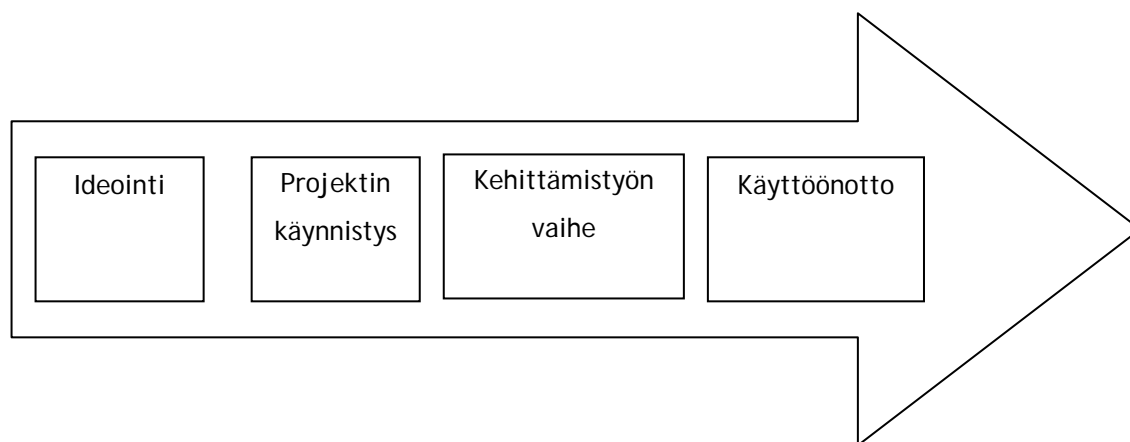 Ideointi
Projektin
käynnistys
Kehittämistyön
vaihe
Käyttöönotto